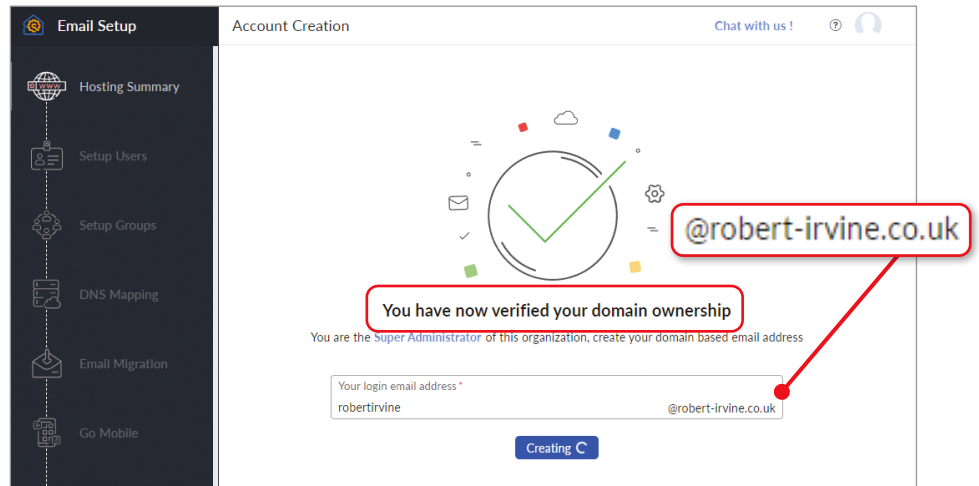 Email Setup
Account Creation
Chat with us !
?
WWW
Hosting Summary
Setup Users
Setup Groups
DNS Mapping
Email Migration
Go Mobile
@robert-irvine.co.uk
You have now verified your domain ownership
You are the Super Administrator of this organization, create your domain based email address
Your login email address *
robertirvine
@robert-irvine.co.uk
Creating